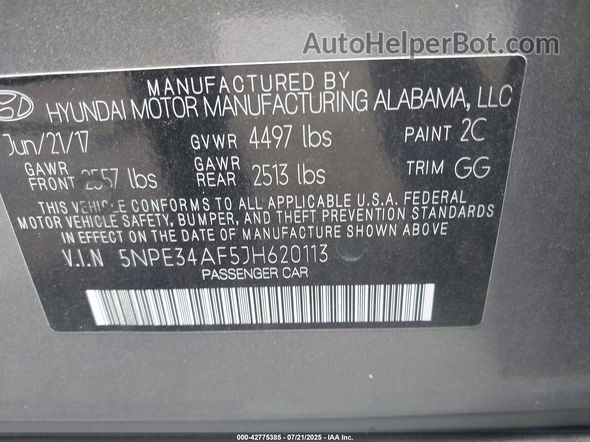 AutoHelperBot.com
MANUFACTURED BY
HYUNDAI MOTOR MANUFACTURING ALABAMA, LLC
Jun/21/17 GVWR 4497 lbs PAINT 2C
GAWR FRONT 2557 lbs GAWR REAR 2513 lbs TRIM GG
THIS VEHICLE CONFORMS TO ALL APPLICABLE U.S.A. FEDERAL
MOTOR VEHICLE SAFETY, BUMPER, AND THEFT PREVENTION STANDARDS
IN EFFECT ON THE DATE OF MANUFACTURE SHOWN ABOVE.
V.I.N 5NPE34AF5JH620113
PASSENGER CAR
000-42775385 - 07/21/2025 - IAA Inc.